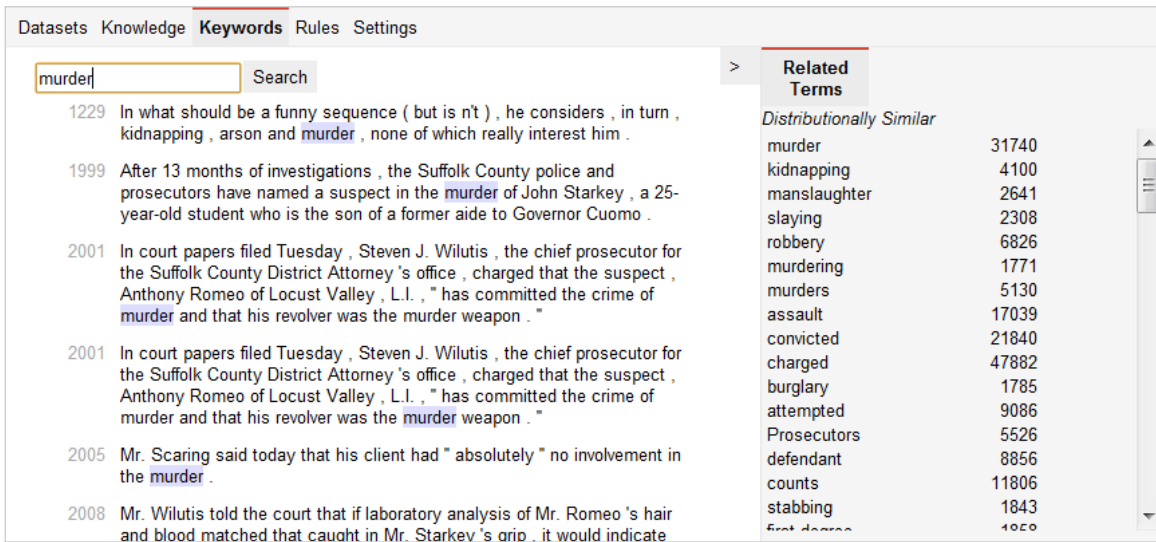 Datasets Knowledge Keywords Rules Settings
murder Search
1229 In what should be a funny sequence ( but is n't ) , he considers , in turn ,
kidnapping , arson and murder , none of which really interest him .
1999 After 13 months of investigations , the Suffolk County police and
prosecutors have named a suspect in the murder of John Starkey , a 25-
year-old student who is the son of a former aide to Governor Cuomo .
2001 In court papers filed Tuesday , Steven J. Wilutis , the chief prosecutor for
the Suffolk County District Attorney 's office , charged that the suspect ,
Anthony Romeo of Locust Valley , L.I. , " has committed the crime of
murder and that his revolver was the murder weapon . "
2001 In court papers filed Tuesday , Steven J. Wilutis , the chief prosecutor for
the Suffolk County District Attorney 's office , charged that the suspect ,
Anthony Romeo of Locust Valley , L.I. , " has committed the crime of
murder and that his revolver was the murder weapon . "
2005 Mr. Scaring said today that his client had " absolutely " no involvement in
the murder .
2008 Mr. Wilutis told the court that if laboratory analysis of Mr. Romeo 's hair
and blood matched that caught in Mr. Starkey 's grip , it would indicate
>
Related
Terms
Distributionally Similar
murder 31740
kidnapping 4100
manslaughter 2641
slaying 2308
robbery 6826
murdering 1771
murders 5130
assault 17039
convicted 21840
charged 47882
burglary 1785
attempted 9086
Prosecutors 5526
defendant 8856
counts 11806
stabbing 1843
first-degree 1858